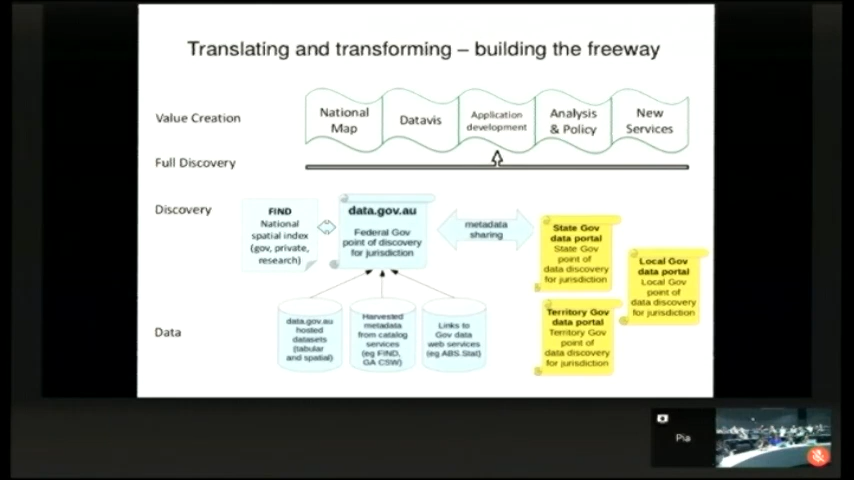 Translating and transforming – building the freeway
Value Creation
National
Map
Datavis
Application
development
Analysis
& Policy
New
Services
Full Discovery
Discovery
FIND
National
spatial index
(gov, private,
research)
data.gov.au
Federal Gov
point of discovery
for jurisdiction
metadata
sharing
State Gov
data portal
State Gov
point of
data discovery
for jurisdiction
Local Gov
data portal
Local Gov
point of
data discovery
for jurisdiction
Territory Gov
data portal
Territory Gov
point of
data discovery
for jurisdiction
Data
data.gov.au
hosted
datasets
(tabular
and spatial)
Harvested
metadata
from catalog
services
(eg FIND,
GA CSW)
Links to
Gov data
web services
(eg ABS.Stat)
Pia